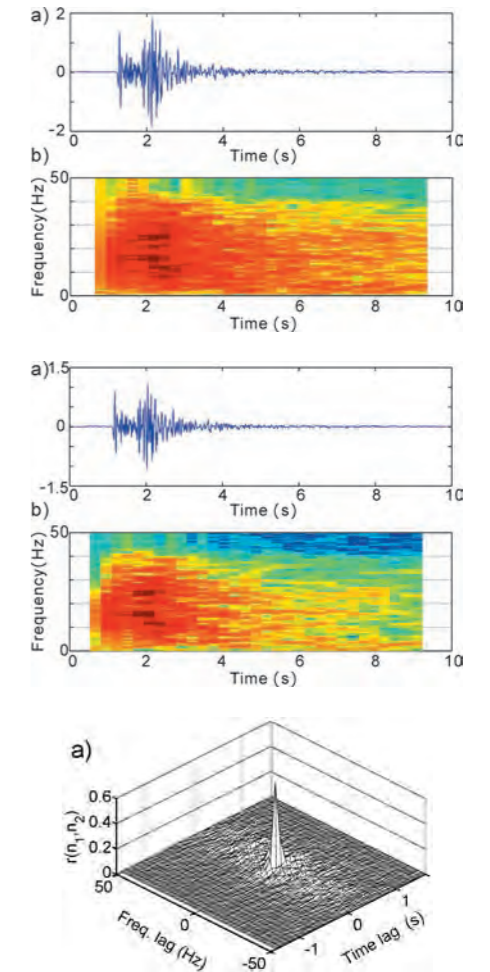 a)
2
0
-2
0 2 4 6 8 10
Time (s)
b)
50
Frequency(Hz)
0
0 2 4 6 8 10
Time (s)
a)
1.5
0
-1.5
0 2 4 6 8 10
Time (s)
b)
50
Frequency(Hz)
0
0 2 4 6 8 10
Time (s)
a)
0.6
0.4
0.2
0
r(n1,n2)
50
0
-50
Freq. lag (Hz)
-1
0
1
Time lag (s)